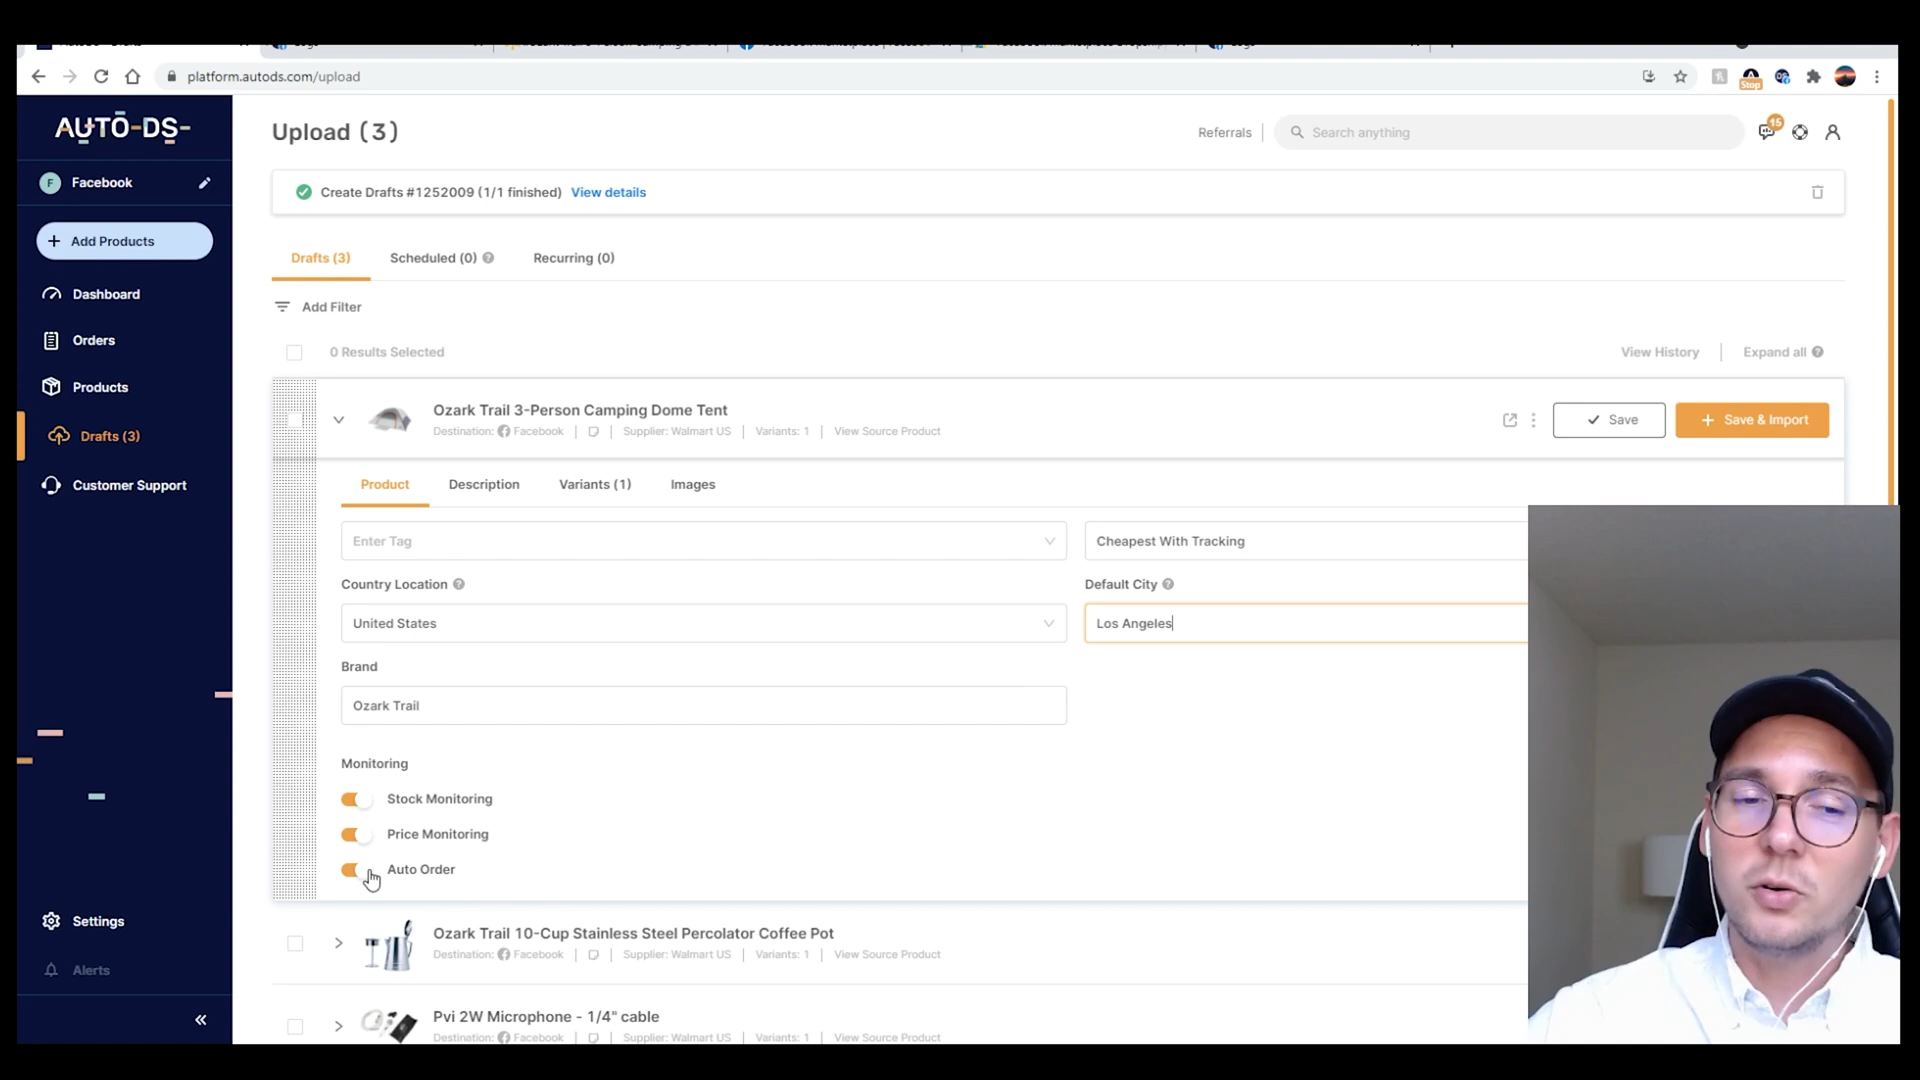 platform.autods.com/upload
Stop
AUTO-DS-
Upload (3)
Referrals
Search anything
15
F Facebook
Create Drafts #1252009 (1/1 finished) View details
+ Add Products
Drafts (3)
Scheduled (0) ?
Recurring (0)
Dashboard
Add Filter
Orders
0 Results Selected
View History
Expand all ?
Products
Ozark Trail 3-Person Camping Dome Tent
Destination: Facebook | Supplier: Walmart US | Variants: 1 | View Source Product
Save
+ Save & Import
Drafts (3)
Customer Support
Product
Description
Variants (1)
Images
Enter Tag
Cheapest With Tracking
Country Location ?
Default City ?
United States
Los Angeles
Brand
Ozark Trail
Monitoring
Stock Monitoring
Price Monitoring
Auto Order
Settings
Ozark Trail 10-Cup Stainless Steel Percolator Coffee Pot
Destination: Facebook | Supplier: Walmart US | Variants: 1 | View Source Product
Alerts
Pvi 2W Microphone - 1/4" cable
Destination: Facebook | Supplier: Walmart US | Variants: 1 | View Source Product